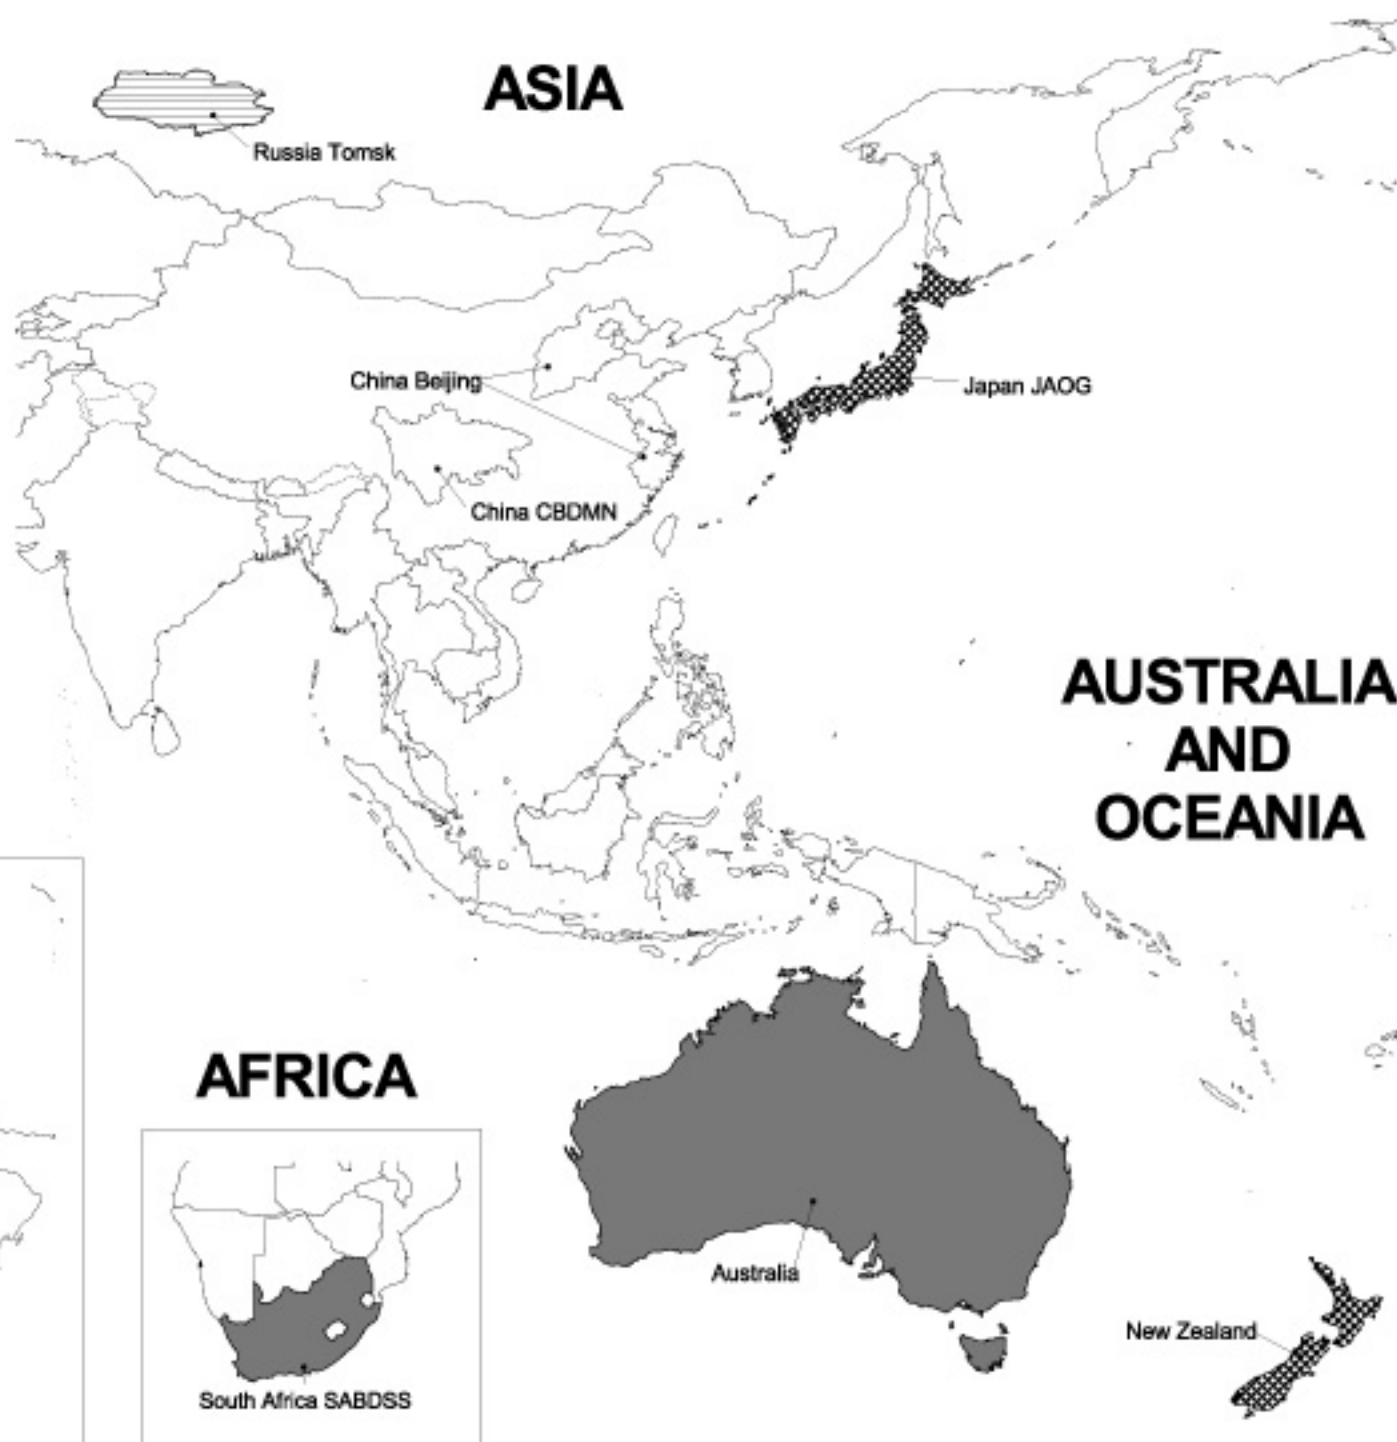 ASIA
Russia Tomsk
China Beijing
Japan JAOG
China CBDMN
AUSTRALIA
AND
OCEANIA
AFRICA
Australia
New Zealand
South Africa SABDSS